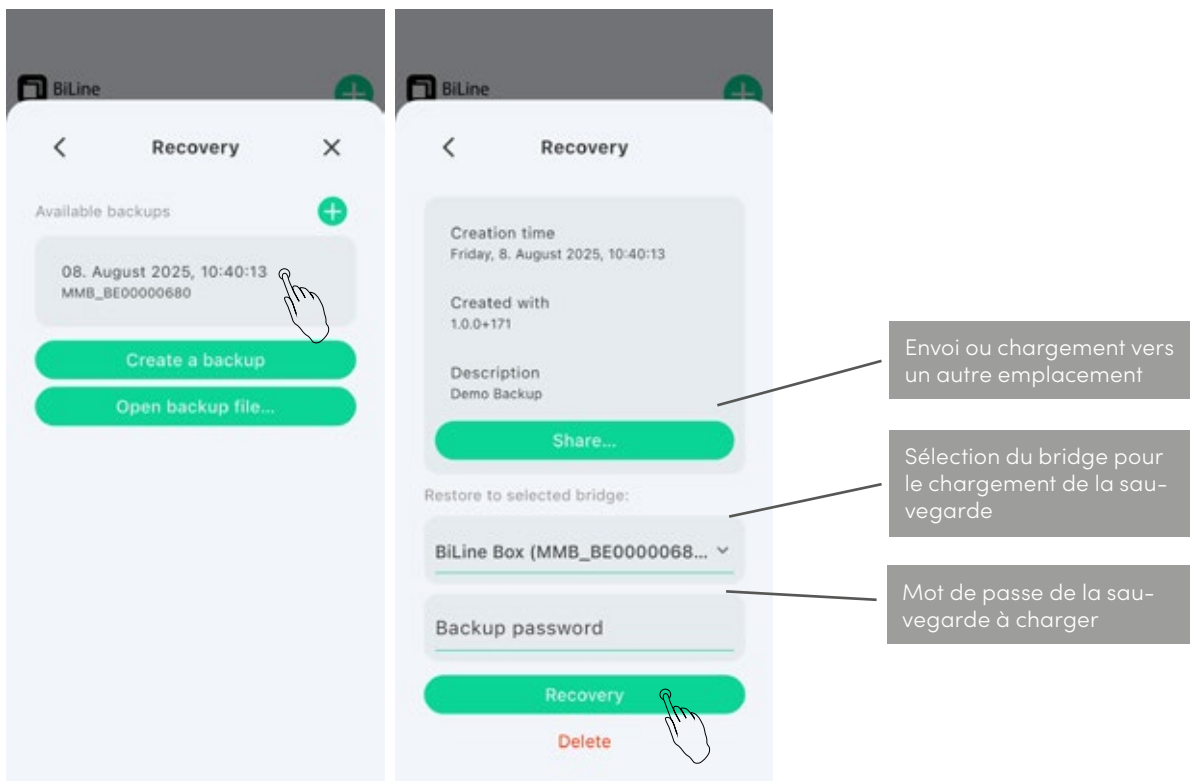 BiLine
Recovery
Available backups
08. August 2025, 10:40:13
MMB_BE00000680
Create a backup
Open backup file...
BiLine
Recovery
Creation time
Friday, 8. August 2025, 10:40:13
Created with
1.0.0+171
Description
Demo Backup
Share...
Restore to selected bridge:
BiLine Box (MMB_BE0000068...
Backup password
Recovery
Delete
Envoi ou chargement vers
un autre emplacement
Sélection du bridge pour
le chargement de la sau-
vegarde
Mot de passe de la sau-
vegarde à charger